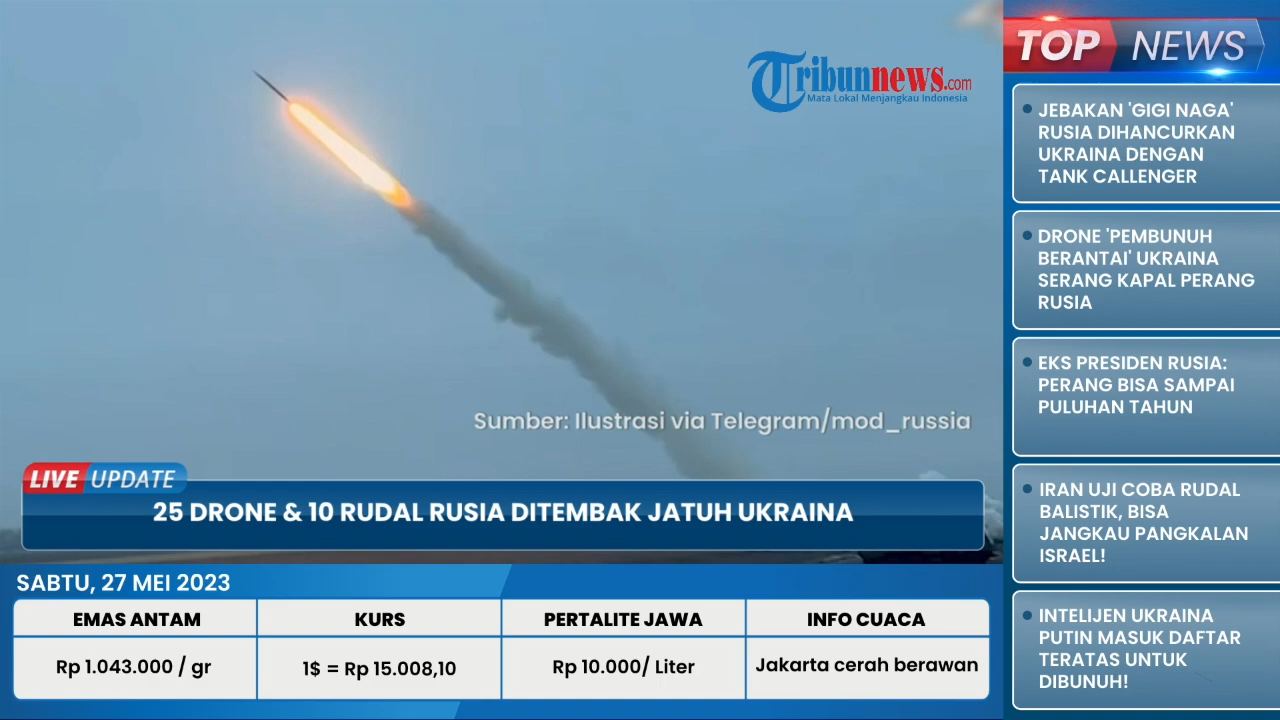 Tribunnews.com
Mata Lokal Menjangkau Indonesia
Sumber: Ilustrasi via Telegram/mod_russia
LIVE UPDATE
25 DRONE & 10 RUDAL RUSIA DITEMBAK JATUH UKRAINA
SABTU, 27 MEI 2023
EMAS ANTAM
KURS
PERTALITE JAWA
INFO CUACA
Rp 1.043.000 / gr
1$ = Rp 15.008,10
Rp 10.000/ Liter
Jakarta cerah berawan
TOP NEWS
JEBAKAN 'GIGI NAGA'
RUSIA DIHANCURKAN
UKRAINA DENGAN
TANK CALLENGER
DRONE 'PEMBUNUH
BERANTAI' UKRAINA
SERANG KAPAL PERANG
RUSIA
EKS PRESIDEN RUSIA:
PERANG BISA SAMPAI
PULUHAN TAHUN
IRAN UJI COBA RUDAL
BALISTIK, BISA
JANGKAU PANGKALAN
ISRAEL!
INTELIJEN UKRAINA
PUTIN MASUK DAFTAR
TERATAS UNTUK
DIBUNUH!